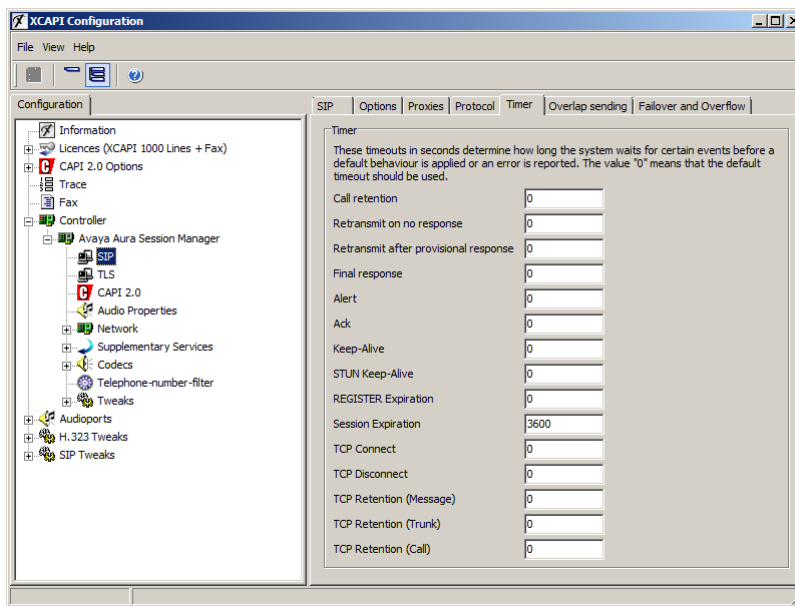 XCAPI Configuration
File View Help
Configuration
Information
Licences (XCAPI 1000 Lines + Fax)
CAPI 2.0 Options
Trace
Fax
Controller
Avaya Aura Session Manager
SIP
TLS
CAPI 2.0
Audio Properties
Network
Supplementary Services
Codecs
Telephone-number-filter
Tweaks
Audioports
H.323 Tweaks
SIP Tweaks
SIP Options Proxies Protocol Timer Overlap sending Failover and Overflow
Timer
These timeouts in seconds determine how long the system waits for certain events before a
default behaviour is applied or an error is reported. The value "0" means that the default
timeout should be used.
Call retention 0
Retransmit on no response 0
Retransmit after provisional response 0
Final response 0
Alert 0
Ack 0
Keep-Alive 0
STUN Keep-Alive 0
REGISTER Expiration 0
Session Expiration 3600
TCP Connect 0
TCP Disconnect 0
TCP Retention (Message) 0
TCP Retention (Trunk) 0
TCP Retention (Call) 0